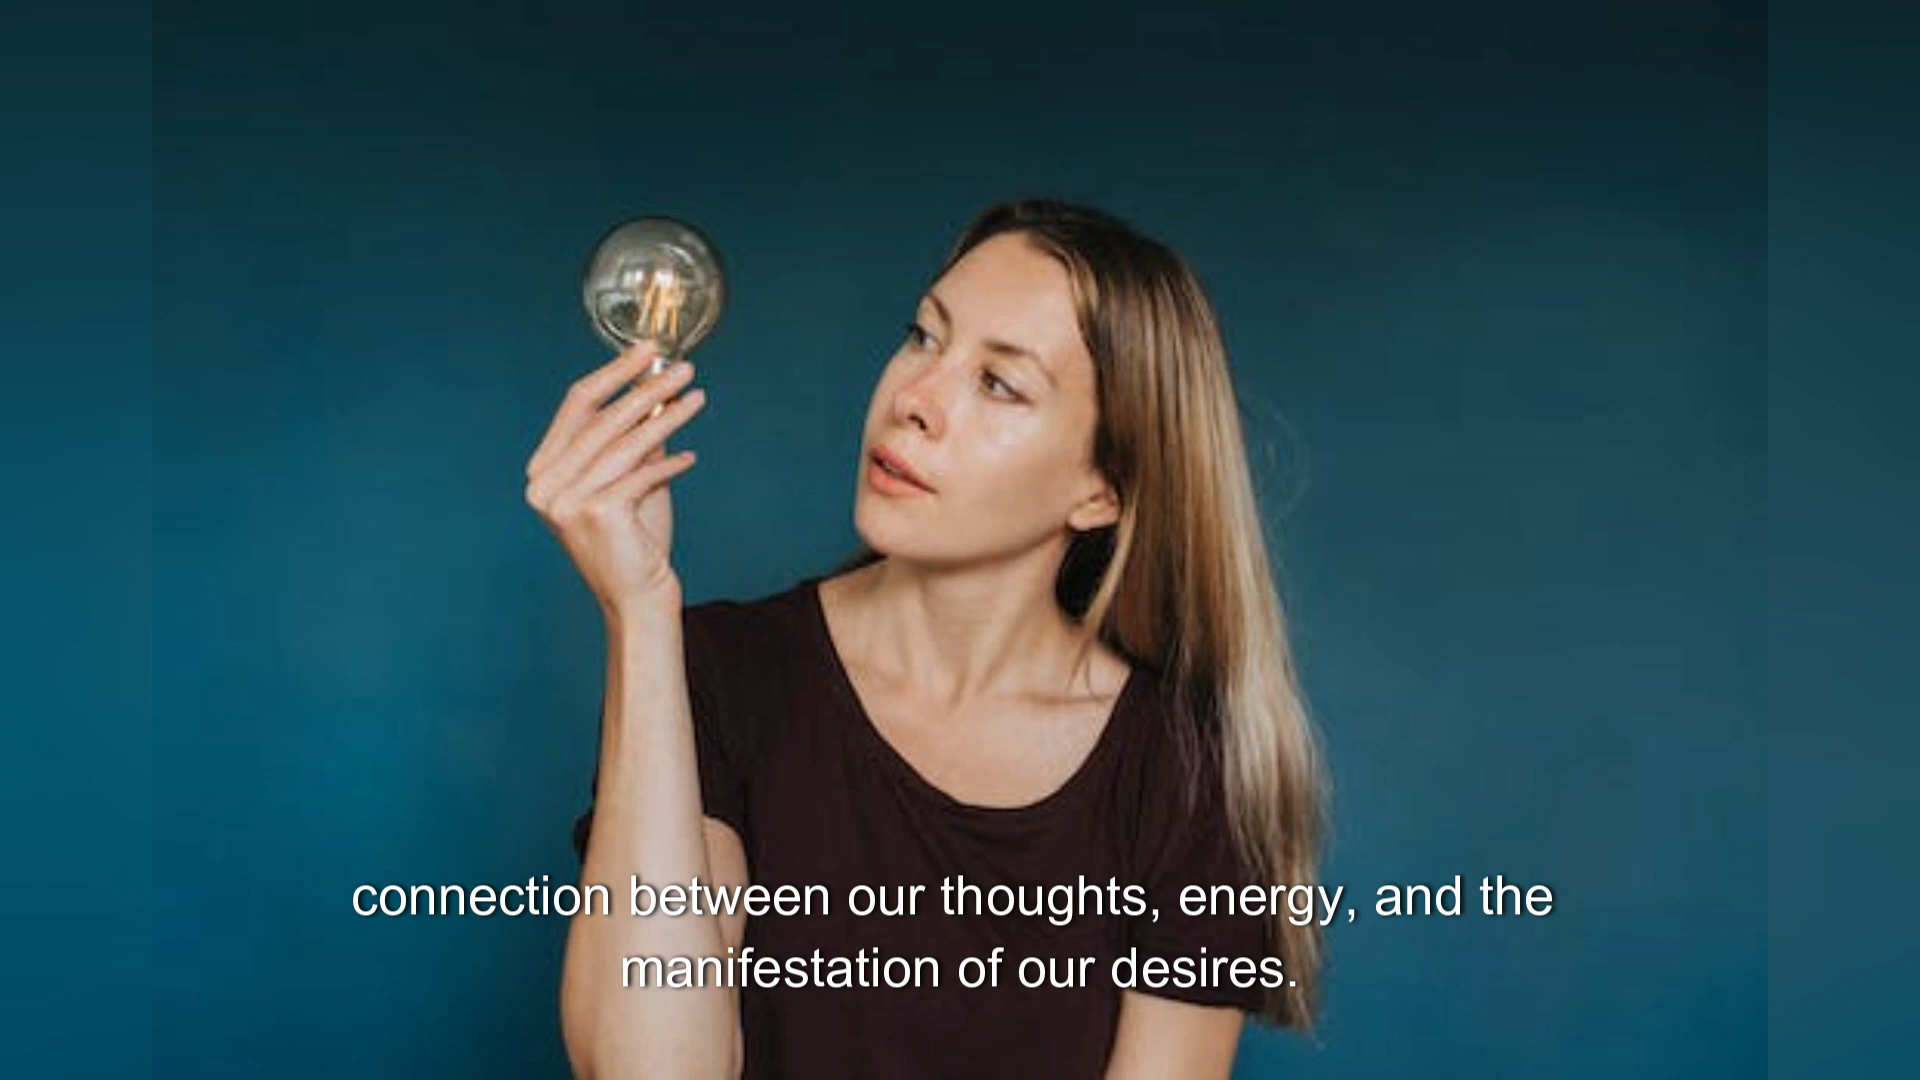 connection between our thoughts, energy, and the
manifestation of our desires.